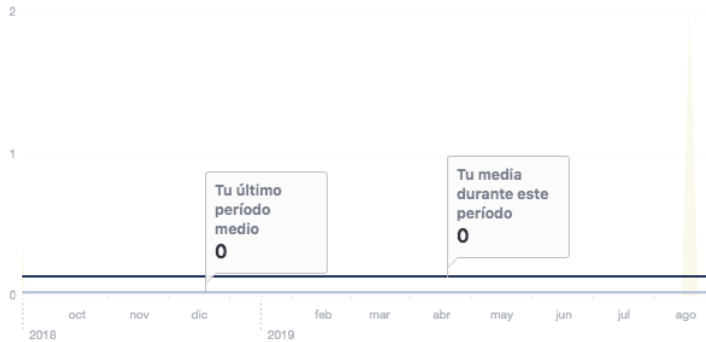 2
1
Tu último
período
medio
0
Tu media
durante este
período
0
0
oct
nov
dic
feb
mar
abr
may
jun
jul
ago
2018
2019